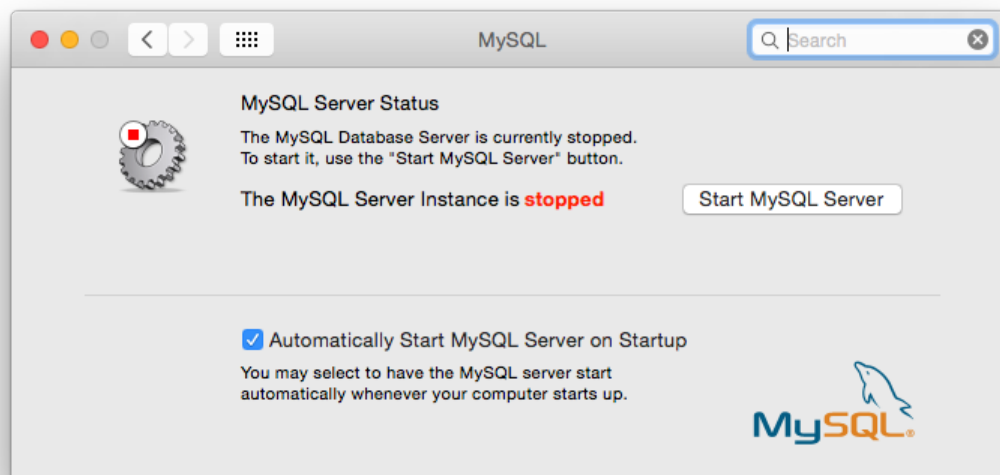 MySQL
Search
MySQL Server Status
The MySQL Database Server is currently stopped.
To start it, use the "Start MySQL Server" button.
The MySQL Server Instance is stopped
Start MySQL Server
Automatically Start MySQL Server on Startup
You may select to have the MySQL server start
automatically whenever your computer starts up.
MySQL®